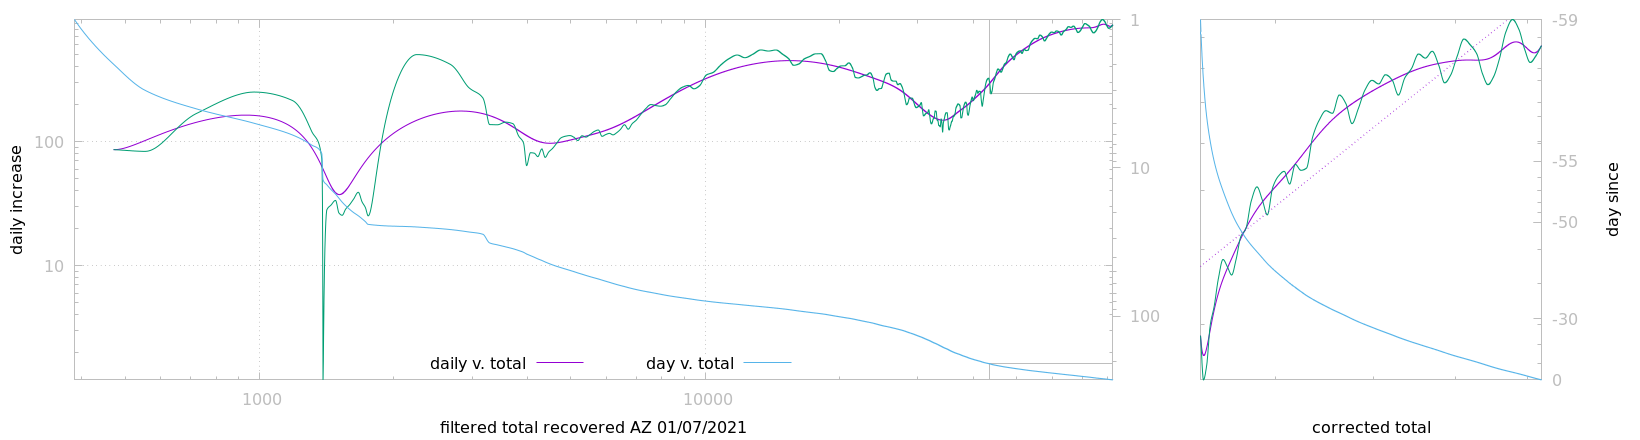 daily increase
100
10
1000
10000
1
10
100
daily v. total
day v. total
filtered total recovered AZ 01/07/2021
-59
-55
-50
-30
0
day since
corrected total